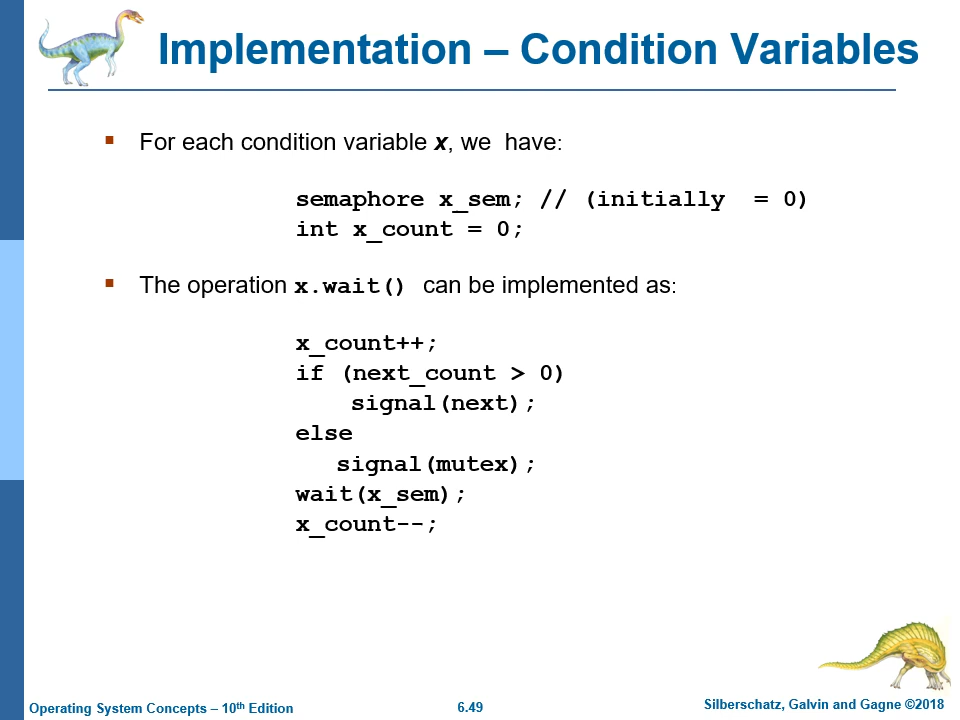 Implementation – Condition Variables
▪ For each condition variable x, we  have:
semaphore x_sem; // (initially  = 0)
int x_count = 0;
▪ The operation x.wait()  can be implemented as:
x_count++;
if (next_count > 0)
    signal(next);
else
   signal(mutex);
wait(x_sem);
x_count--;
Operating System Concepts – 10th Edition
6.49
Silberschatz, Galvin and Gagne ©2018